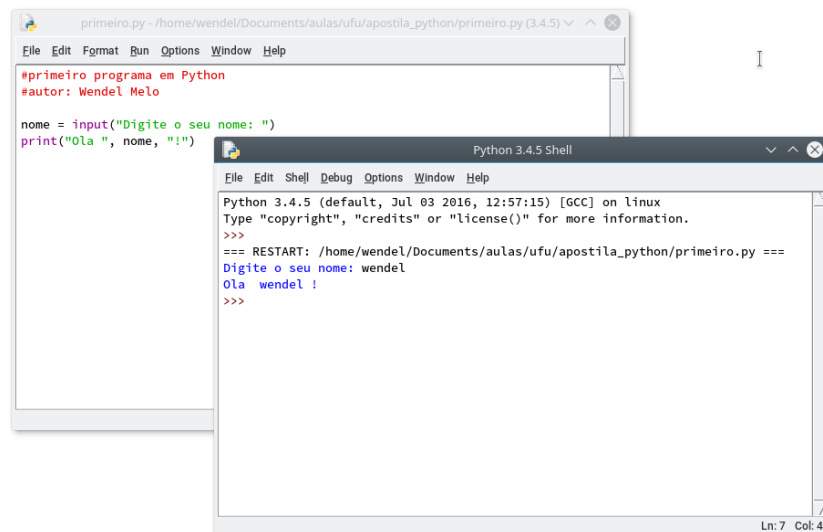 primeiro.py - /home/wendel/Documents/aulas/ufu/apostila_python/primeiro.py (3.4.5)
File Edit Format Run Options Window Help
#primeiro programa em Python
#autor: Wendel Melo
nome = input("Digite o seu nome: ")
print("Ola ", nome, "!")
Python 3.4.5 Shell
File Edit Shell Debug Options Window Help
Python 3.4.5 (default, Jul 03 2016, 12:57:15) [GCC] on linux
Type "copyright", "credits" or "license()" for more information.
>>>
=== RESTART: /home/wendel/Documents/aulas/ufu/apostila_python/primeiro.py ===
Digite o seu nome: wendel
Ola  wendel !
>>>
Ln: 7 Col: 4